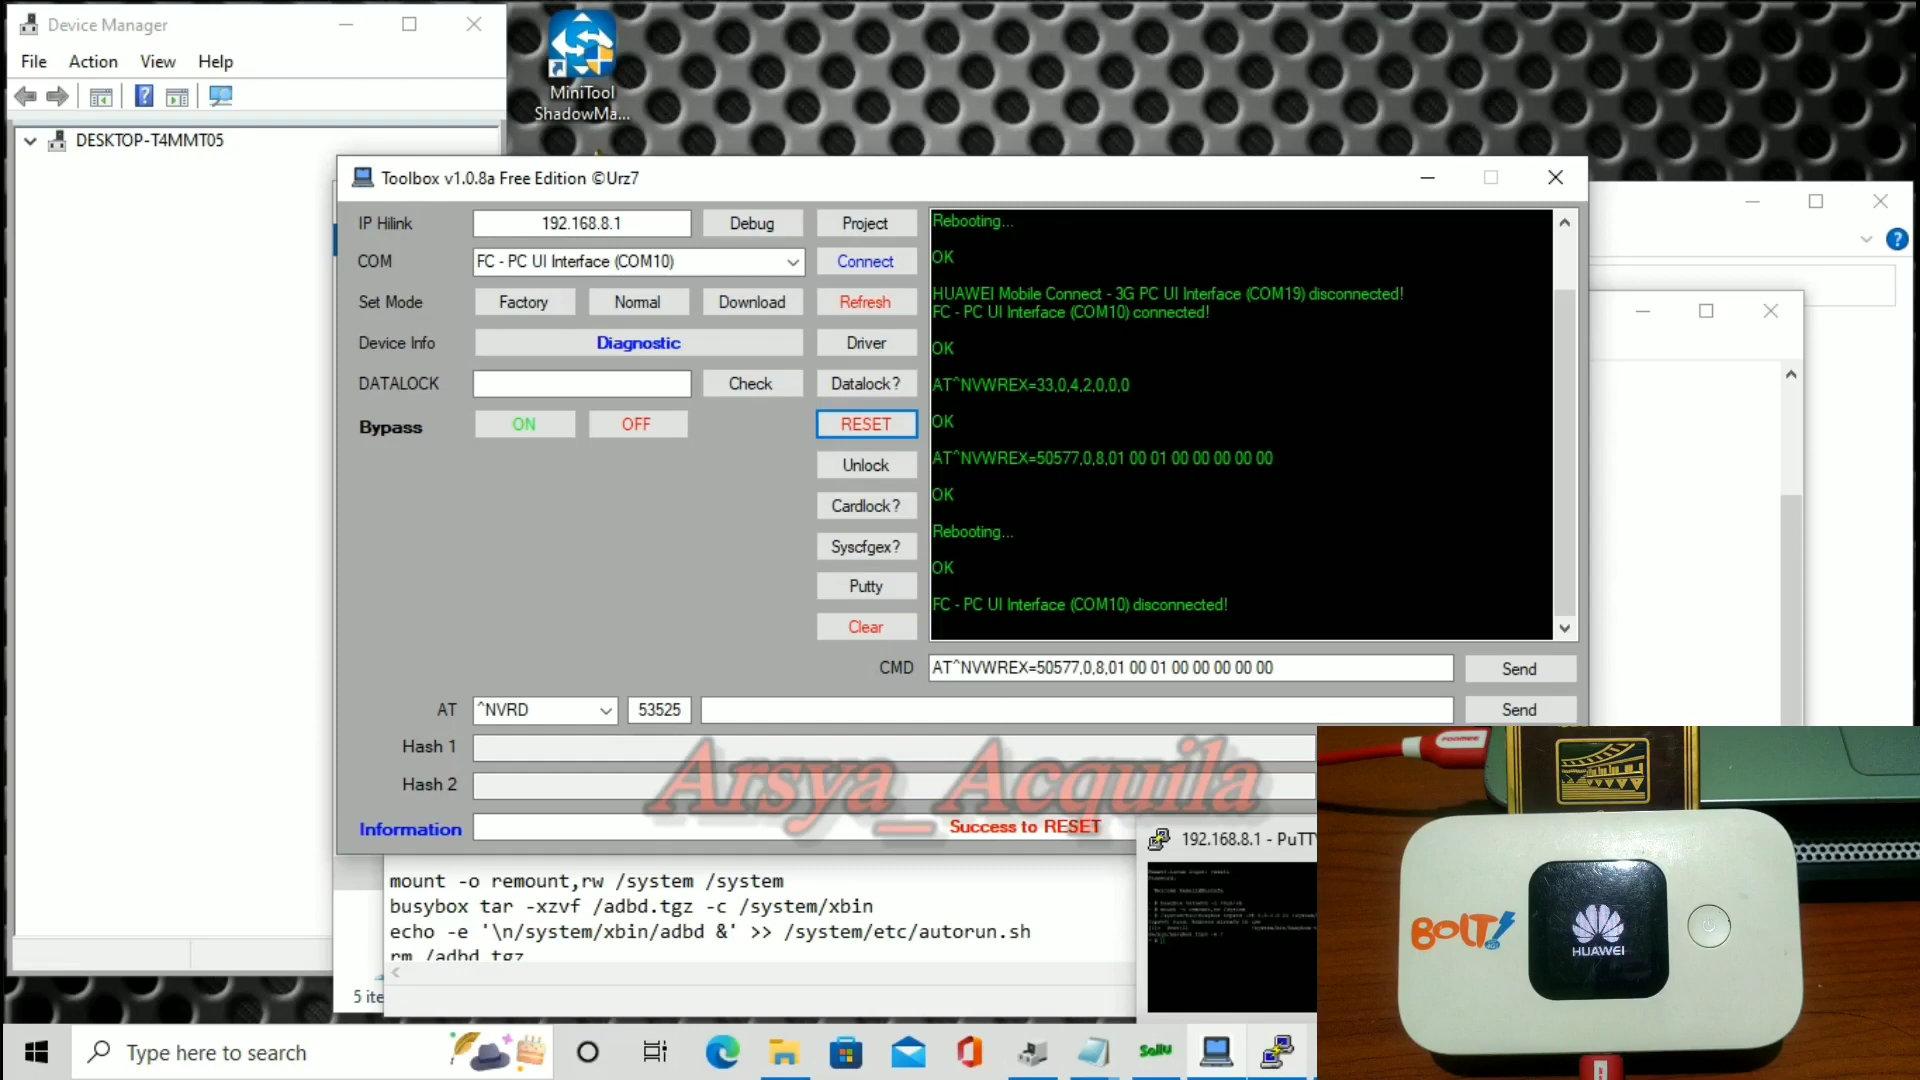 Device Manager
File Action View Help
DESKTOP-T4MMT05
MiniTool
ShadowMa...
Toolbox v1.0.8a Free Edition ©Urz7
IP Hilink 192.168.8.1 Debug Project
COM FC - PC UI Interface (COM10) Connect
Set Mode Factory Normal Download Refresh
Device Info Diagnostic Driver
DATALOCK Check Datalock?
Bypass ON OFF RESET
Unlock
Cardlock?
Syscfgex?
Putty
Clear
Rebooting...
OK
HUAWEI Mobile Connect - 3G PC UI Interface (COM19) disconnected!
FC - PC UI Interface (COM10) connected!
OK
AT^NVWREX=33,0,4,2,0,0,0
OK
AT^NVWREX=50577,0,8,01 00 01 00 00 00 00 00
OK
Rebooting...
OK
FC - PC UI Interface (COM10) disconnected!
CMD AT^NVWREX=50577,0,8,01 00 01 00 00 00 00 00 Send
AT ^NVRD 53525 Send
Hash 1
Hash 2
Arsya_Acquila
Information Success to RESET
192.168.8.1 - PuTT
mount -o remount,rw /system /system
busybox tar -xzvf /adbd.tgz -c /system/xbin
echo -e '\n/system/xbin/adbd &' >> /system/etc/autorun.sh
rm /adbd.tgz
5 ite
BOLT!
HUAWEI
Type here to search